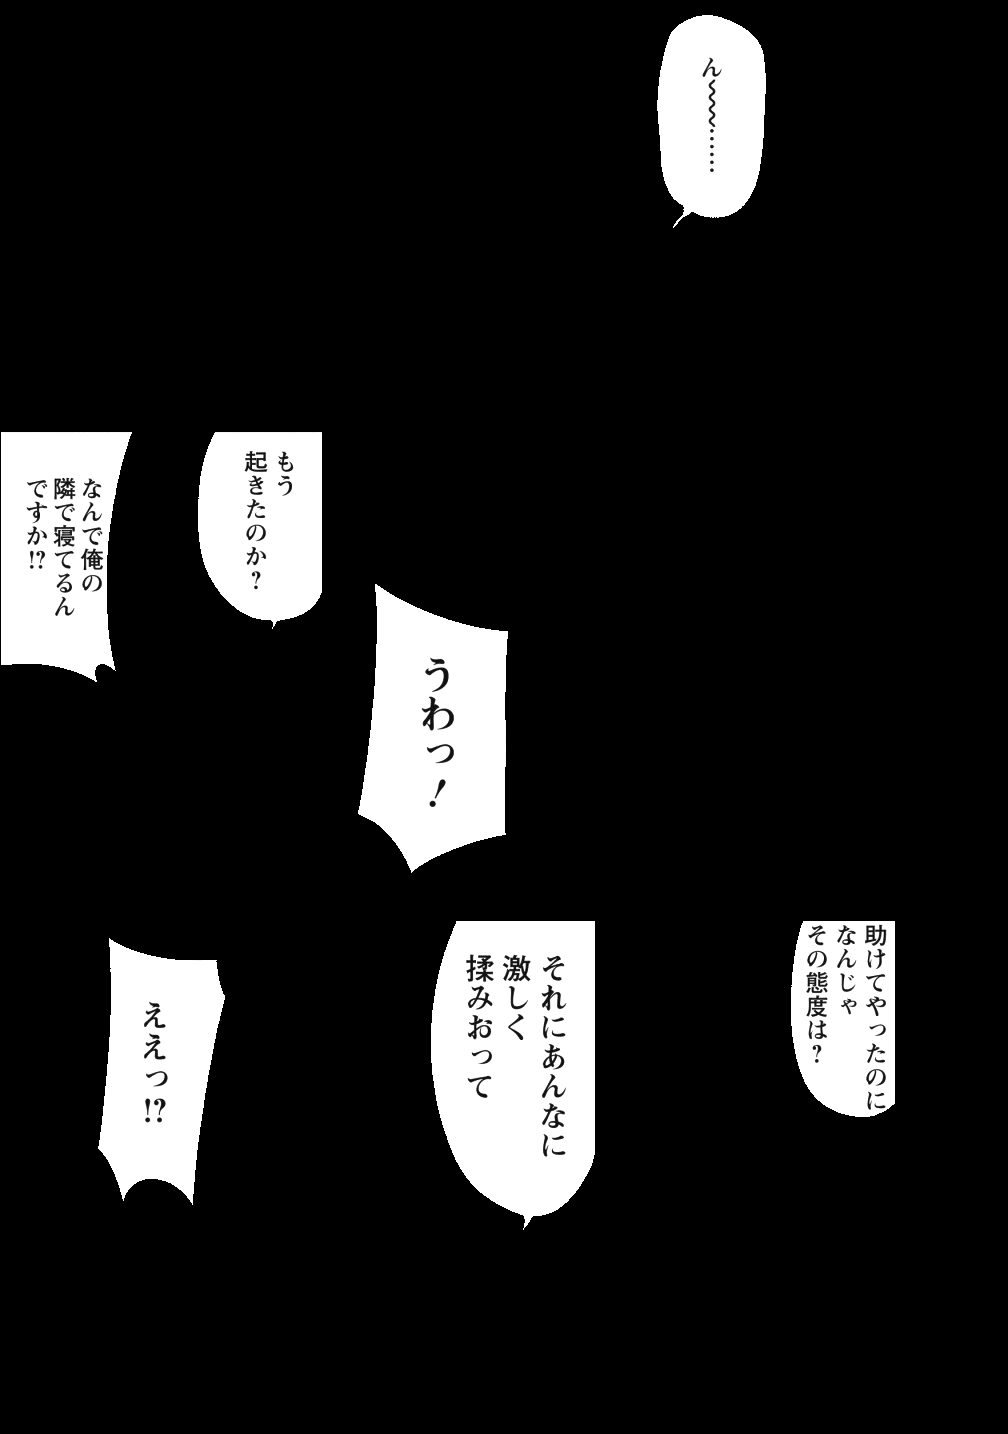 ん～～～……
うわっ！
もう
起きたのか？
なんで俺の
隣で寝てるん
ですか!?
助けてやったのに
なんじゃ
その態度は？
それにあんなに
激しく
揉みおって
ええっ!?